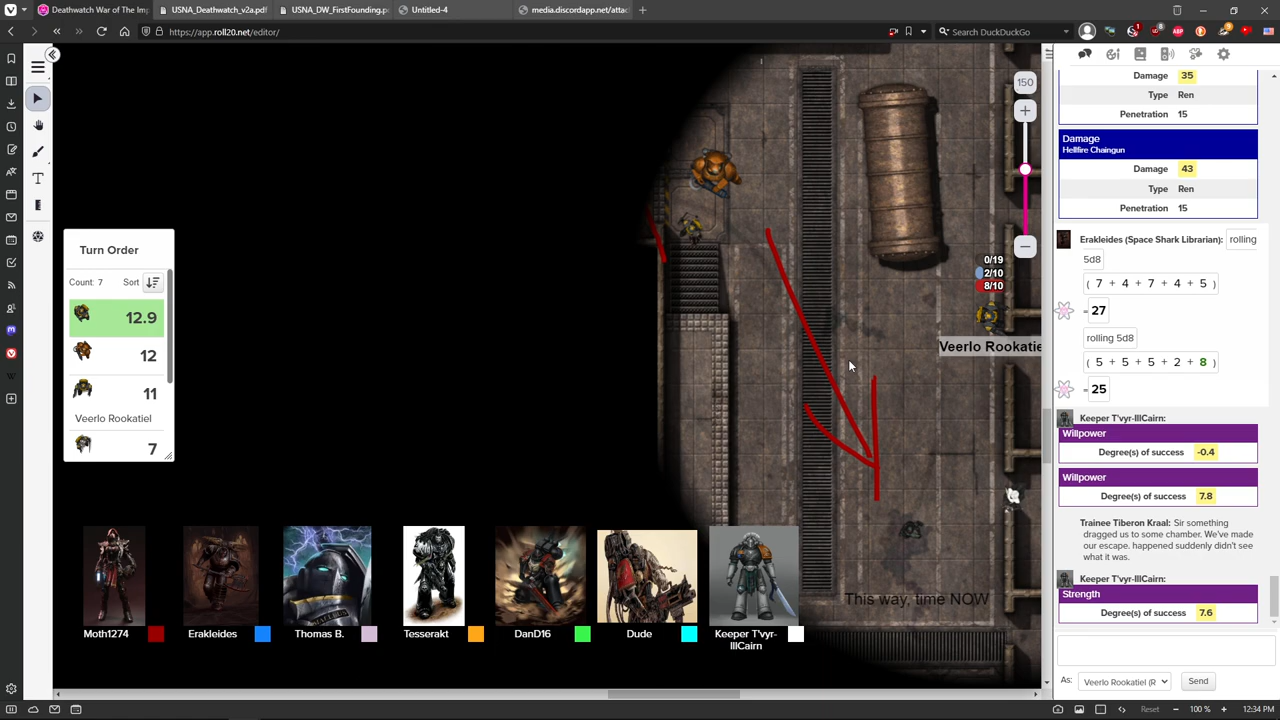 Deathwatch War of The Imp
USNA_Deathwatch_v2a.pdf
USNA_DW_FirstFounding.p
Untitled-4
media.discordapp.net/attac
https://app.roll20.net/editor/
Search DuckDuckGo
150
Turn Order
Count: 7
Sort
12.9
12
11
Veerlo Rookatiel
7
0/19
2/10
8/10
Veerlo Rookatie
This way, time NOW
Moth1274
Erakleides
Thomas B.
Tesserakt
DanD16
Dude
Keeper T'vyr-
IllCairn
Damage 35
Type Ren
Penetration 15
Damage
Hellfire Chaingun
Damage 43
Type Ren
Penetration 15
Erakleides (Space Shark Librarian): rolling
5d8
( 7 + 4 + 7 + 4 + 5 )
= 27
rolling 5d8
( 5 + 5 + 5 + 2 + 8 )
= 25
Keeper T'vyr-IllCairn:
Willpower
Degree(s) of success -0.4
Willpower
Degree(s) of success 7.8
Trainee Tiberon Kraal: Sir something
dragged us to some chamber. We've made
our escape. happened suddenly didn't see
what it was.
Keeper T'vyr-IllCairn:
Strength
Degree(s) of success 7.6
As: Veerlo Rookatiel (R
Send
Reset
100 %
12:34 PM